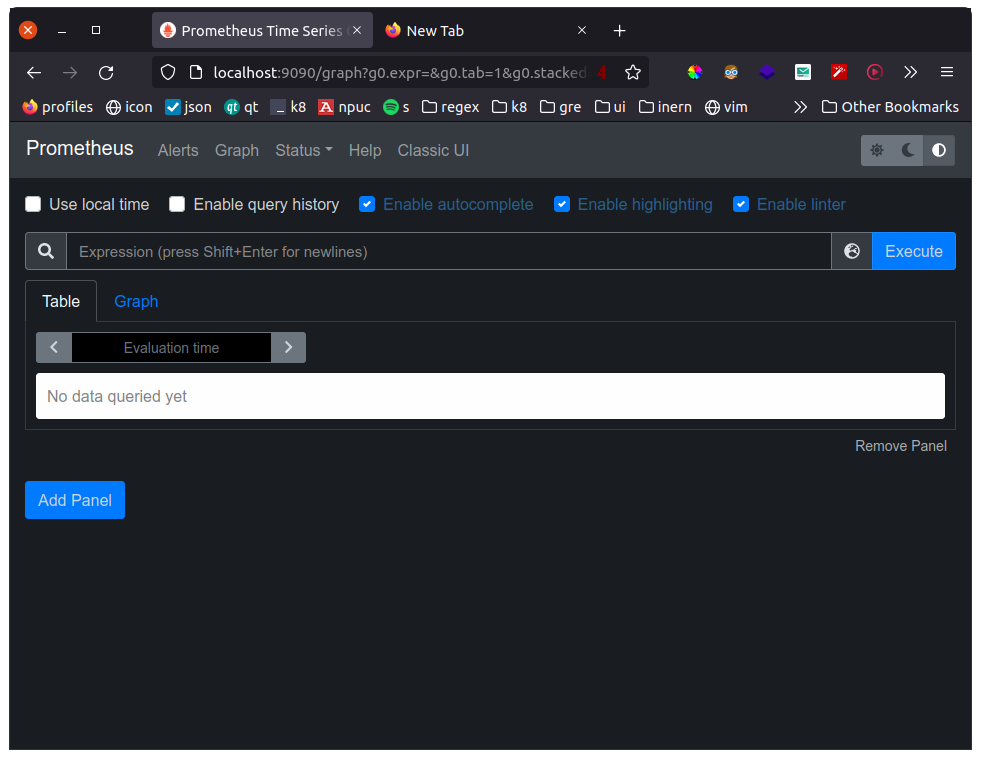 Prometheus Time Series New Tab
localhost:9090/graph?g0.expr=&g0.tab=1&g0.stacked
profiles icon json qt qt _ k8 A npuc s regex k8 gre ui inern vim Other Bookmarks
Prometheus Alerts Graph Status Help Classic UI
Use local time Enable query history Enable autocomplete Enable highlighting Enable linter
Expression (press Shift+Enter for newlines) Execute
Table Graph
Evaluation time
No data queried yet
Remove Panel
Add Panel